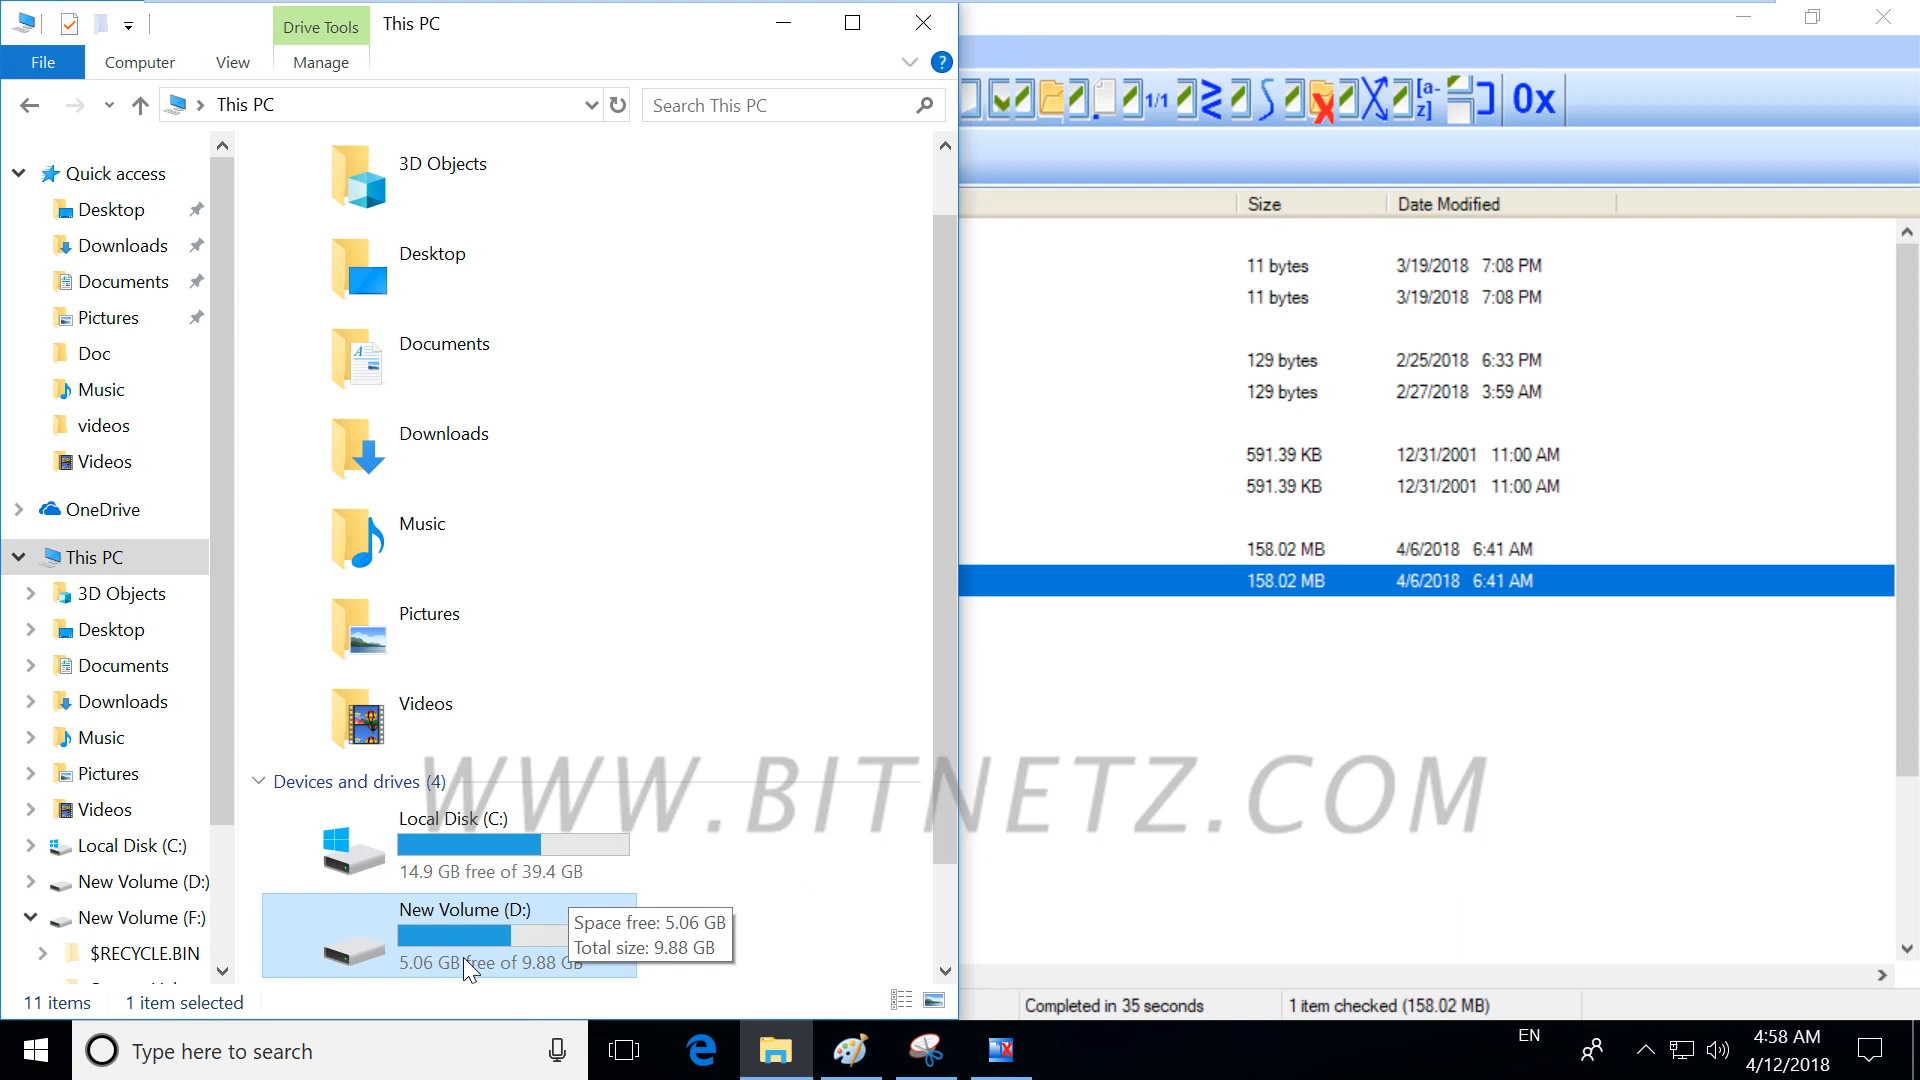 Drive Tools
This PC
File
Computer
View
Manage
?
This PC
Search This PC
Quick access
Desktop
Downloads
Documents
Pictures
Doc
Music
videos
Videos
OneDrive
This PC
3D Objects
Desktop
Documents
Downloads
Music
Pictures
Videos
Local Disk (C:)
New Volume (D:)
New Volume (F:)
$RECYCLE.BIN
3D Objects
Desktop
Documents
Downloads
Music
Pictures
Videos
Devices and drives (4)
Local Disk (C:)
14.9 GB free of 39.4 GB
New Volume (D:)
5.06 GB free of 9.88 GB
Space free: 5.06 GB
Total size: 9.88 GB
11 items
1 item selected
1/1
[a-
z]
0x
Size Date Modified
11 bytes 3/19/2018 7:08 PM
11 bytes 3/19/2018 7:08 PM
129 bytes 2/25/2018 6:33 PM
129 bytes 2/27/2018 3:59 AM
591.39 KB 12/31/2001 11:00 AM
591.39 KB 12/31/2001 11:00 AM
158.02 MB 4/6/2018 6:41 AM
158.02 MB 4/6/2018 6:41 AM
WWW.BITNETZ.COM
Completed in 35 seconds
1 item checked (158.02 MB)
Type here to search
EN
4:58 AM
4/12/2018